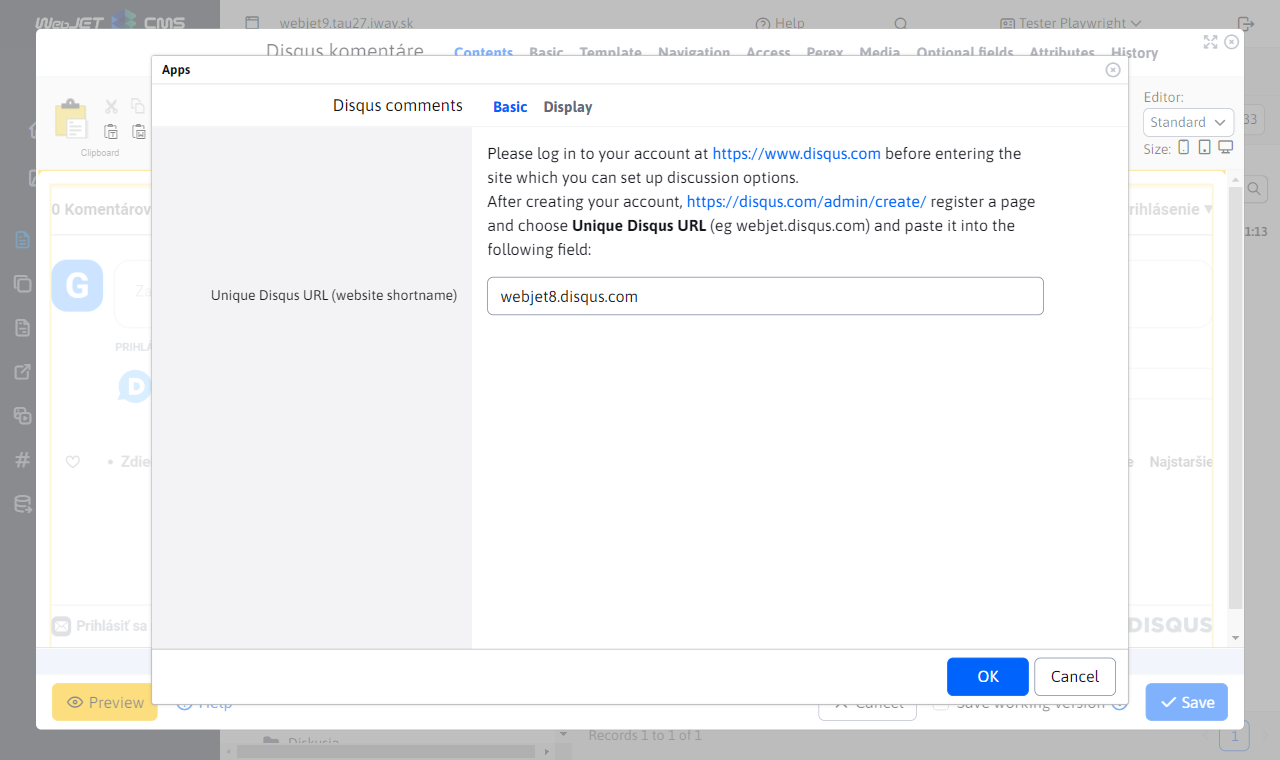 WebJET CMS
webjet9.tau27.iway.sk
Help
Tester Playwright
Disqus komentáre
Contents Basic Template Navigation Access Perex Media Optional fields Attributes History
Apps
Disqus comments
Basic Display
Clipboard
Editor:
Standard
Size:
33
1:13
Please log in to your account at https://www.disqus.com before entering the
site which you can set up discussion options.
After creating your account, https://disqus.com/admin/create/ register a page
and choose Unique Disqus URL (eg webjet.disqus.com) and paste it into the
following field:
Unique Disqus URL (website shortname)
webjet8.disqus.com
0 Komentárov
G
Za
PRIHLÁ
D
Zdie
Najstaršie
Prihlásiť sa
DISQUS
OK
Cancel
Preview
Help
Cancel
Save working version
Save
Diskusia
Records 1 to 1 of 1
1